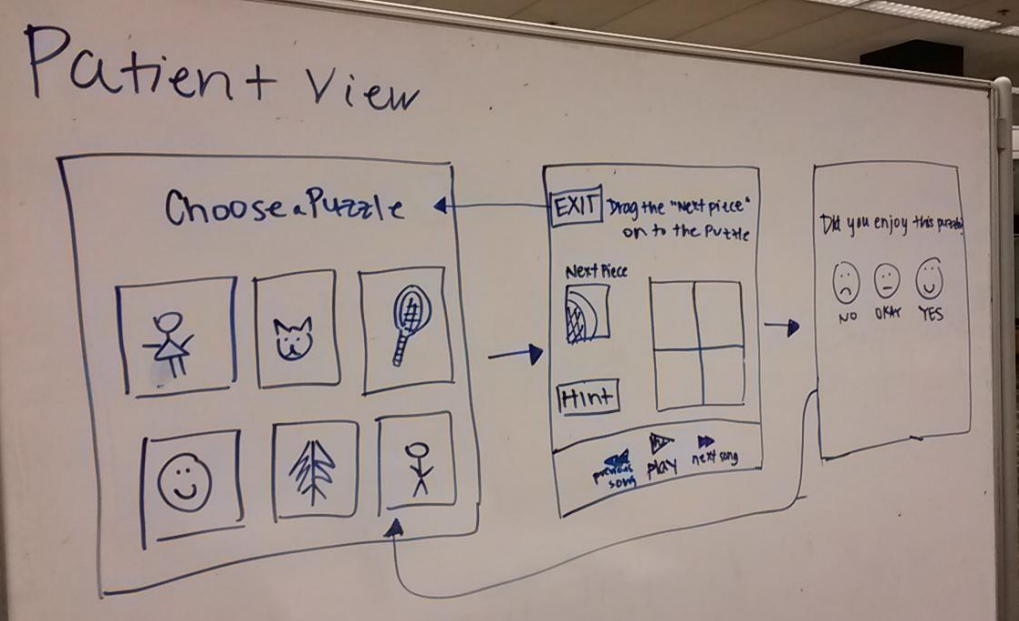 Patient View
Choose a Puzzle
EXIT
Drag the "Next piece"
on to the Puzzle
Next Piece
Hint
previous
song
play
next song
Did you enjoy this puzzle
NO
OKAY
YES